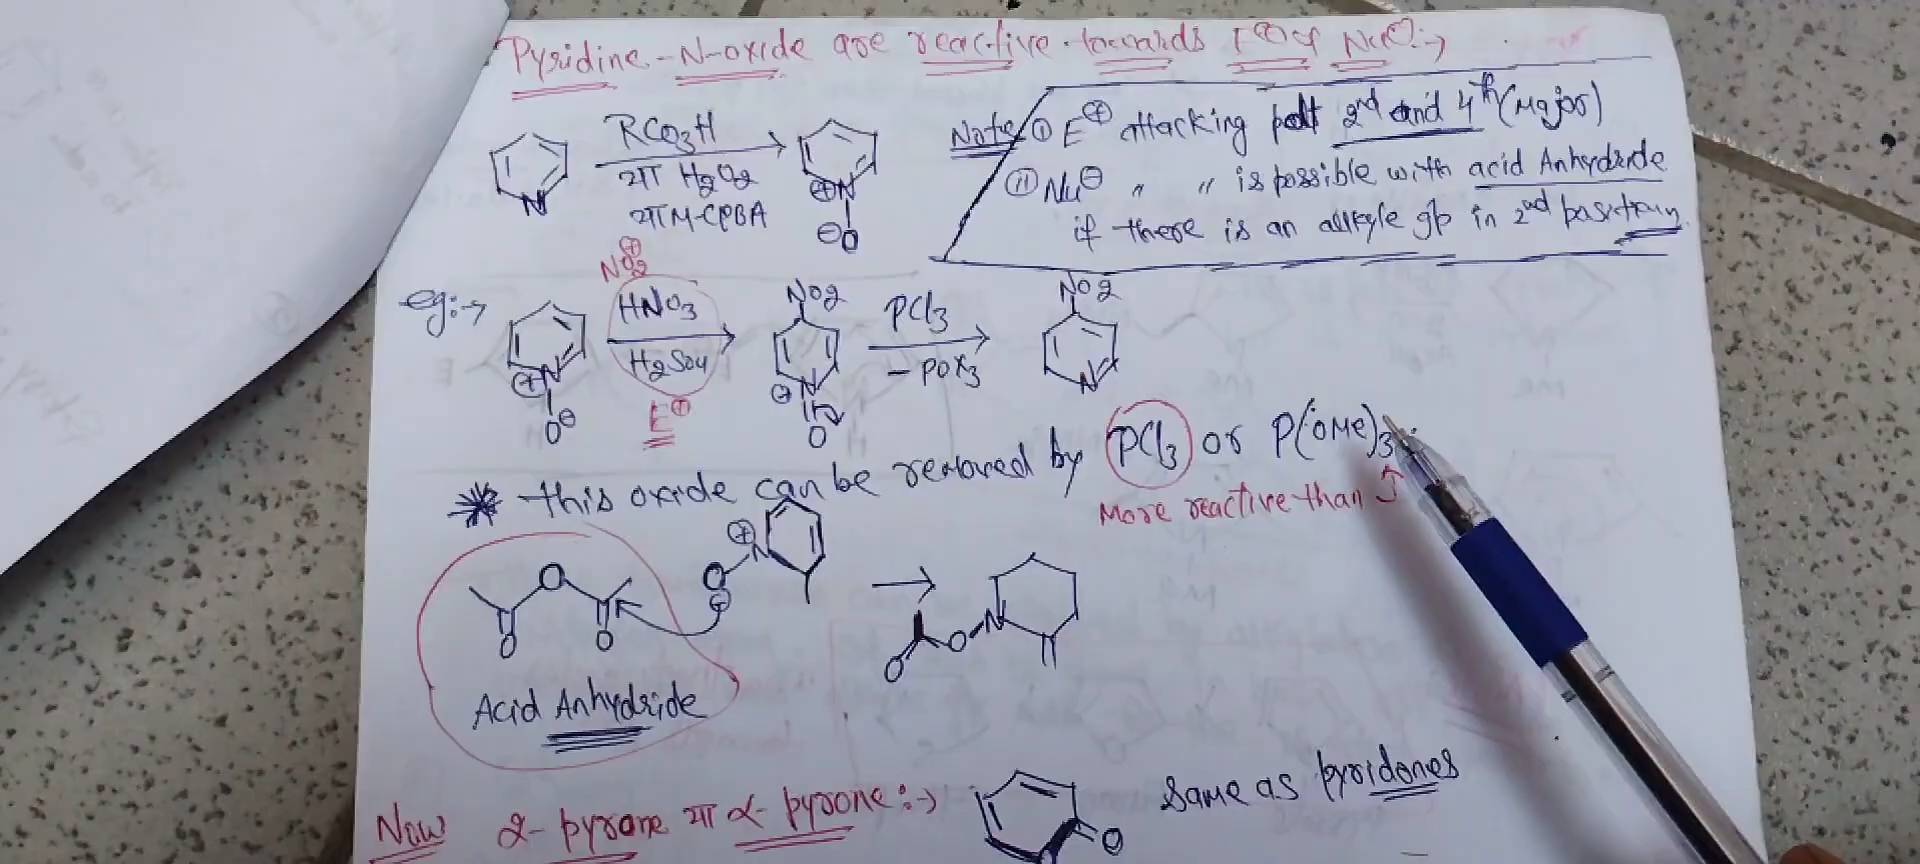 Pyridine-N-oxide are reactive towards E⊕ & Nu⊖:→
RCO3H
या H2O2
या M-CPBA
N
⊕N
⊖O
Note ① E⊕ attacking 2nd and 4th (Major)
② Nu⊖ " " is possible with acid Anhydride
if there is an alkyle gp in 2nd
NO2⊕
eg:→
HNO3
H2SO4
E⊕
⊕N
O⊖
NO2
⊕N
O
PCl3
- POX3
NO2
N
* this oxide can be removed by PCl3 or P(OMe)3
More reactive than ↑
O
O
O
⊕N
O
⊖
→
O
O-N
Acid Anhydride
Now 2-pyrone या α-pyrone:→
O
O
Same as pyridones